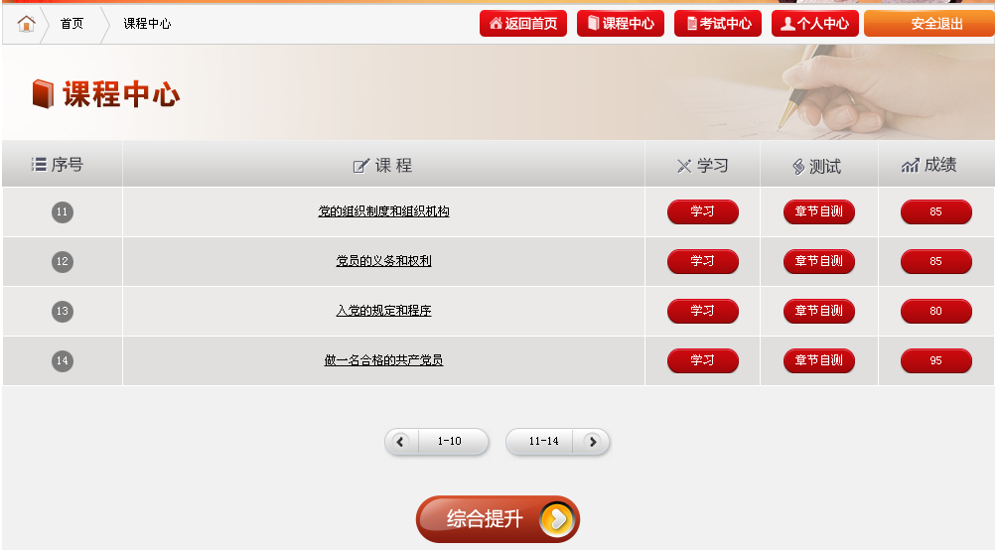 首页 课程中心 返回首页 课程中心 考试中心 个人中心 安全退出
课程中心
序号 课 程 学习 测试 成绩
11 党的组织制度和组织机构 学习 章节自测 85
12 党员的义务和权利 学习 章节自测 85
13 入党的规定和程序 学习 章节自测 80
14 做一名合格的共产党员 学习 章节自测 95
1-10 11-14
综合提升